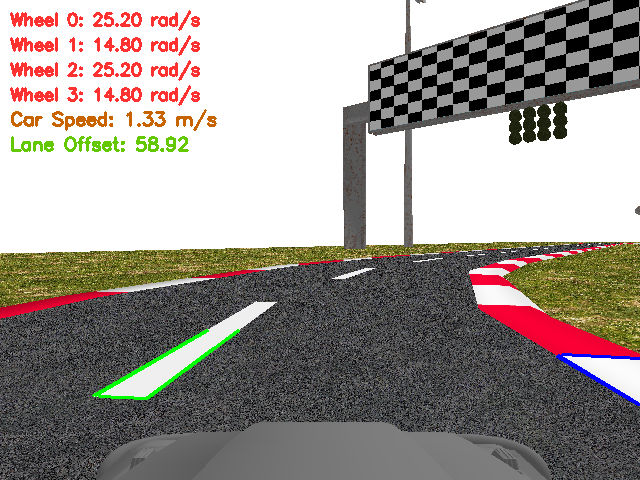 Wheel 0: 25.20 rad/s
Wheel 1: 14.80 rad/s
Wheel 2: 25.20 rad/s
Wheel 3: 14.80 rad/s
Car Speed: 1.33 m/s
Lane Offset: 58.92